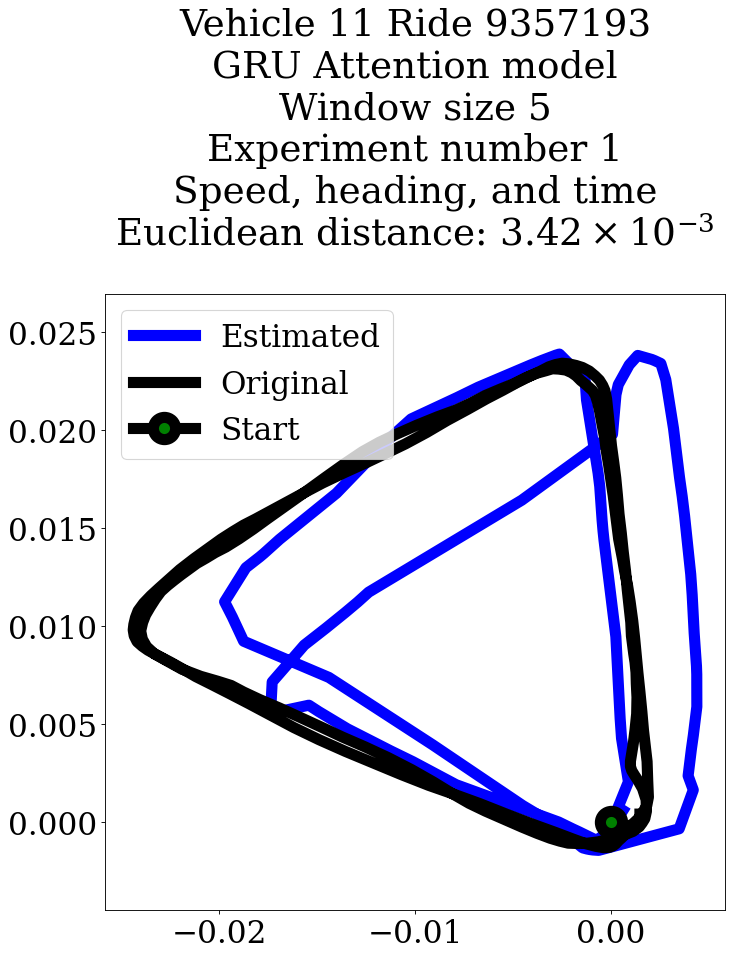 Vehicle 11 Ride 9357193
GRU Attention model
Window size 5
Experiment number 1
Speed, heading, and time
Euclidean distance: 3.42 × 10⁻³
Estimated
Original
Start
0.025
0.020
0.015
0.010
0.005
0.000
−0.02
−0.01
0.00